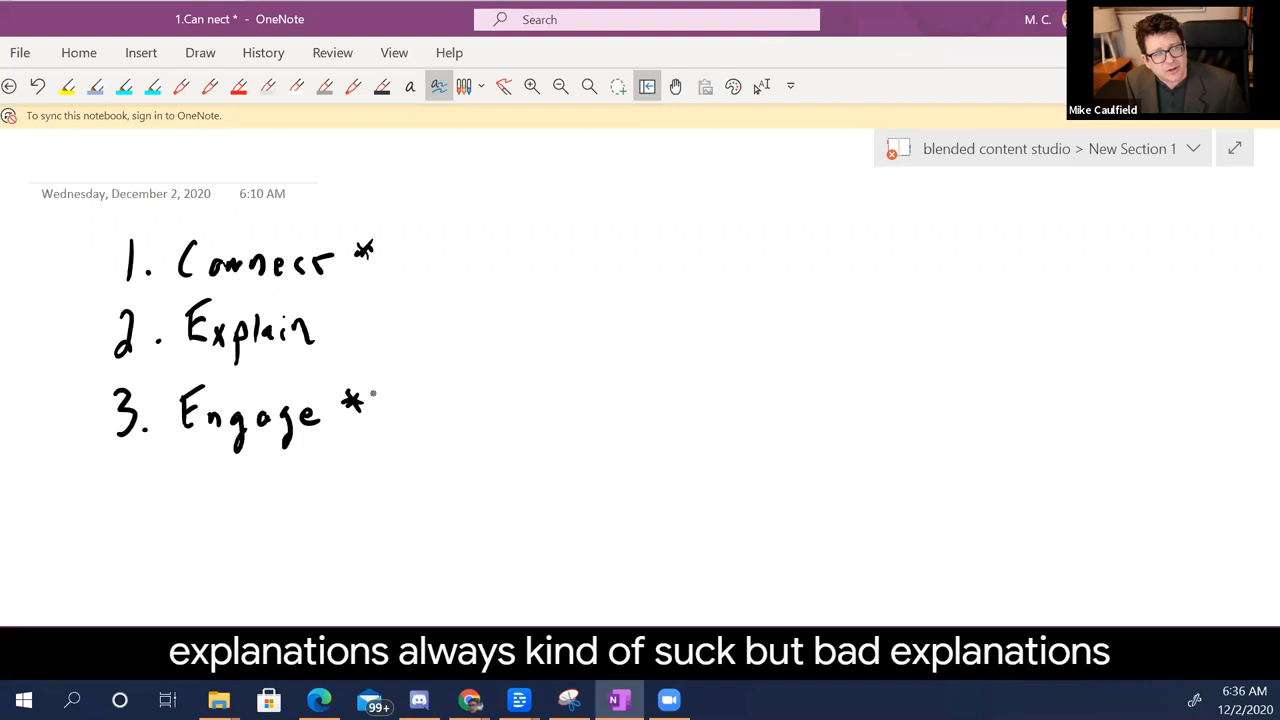 1.Can nect * - OneNote
Search
M. C.
File Home Insert Draw History Review View Help
To sync this notebook, sign in to OneNote.
Mike Caulfield
blended content studio > New Section 1
Wednesday, December 2, 2020 6:10 AM
1. Connect *
2. Explain
3. Engage *
explanations always kind of suck but bad explanations
99+
6:36 AM
12/2/2020